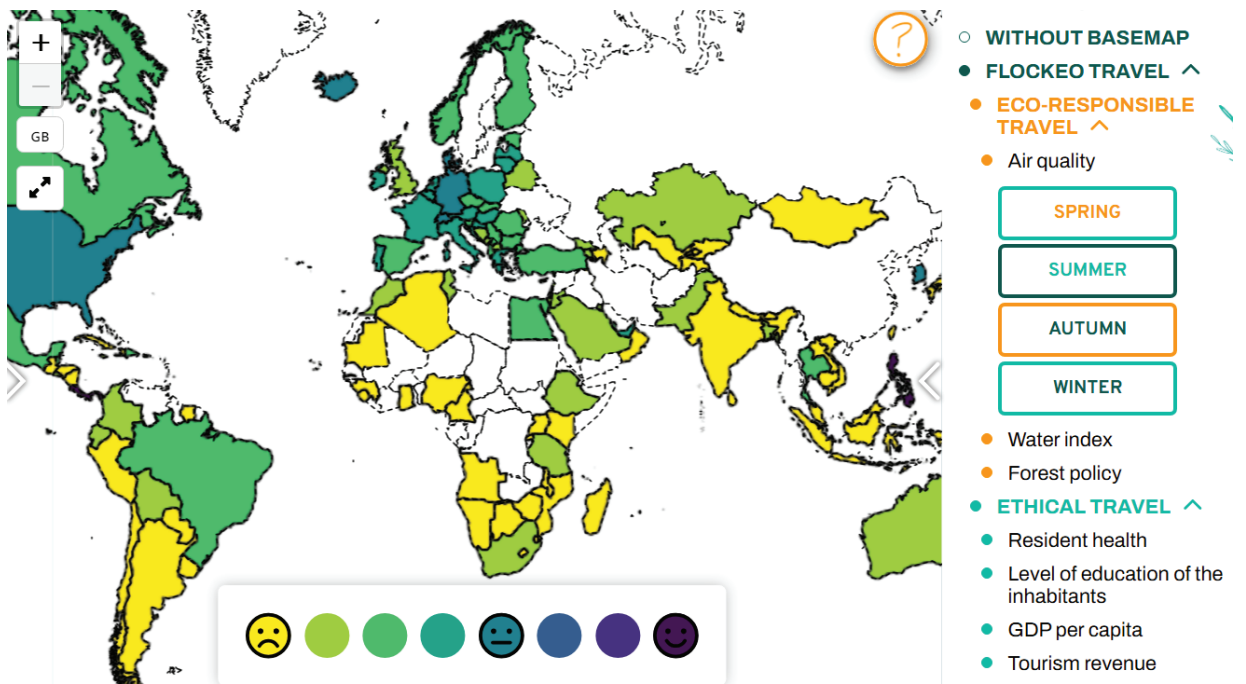 +
−
GB
?
WITHOUT BASEMAP
FLOCKEO TRAVEL
ECO-RESPONSIBLE
TRAVEL
Air quality
SPRING
SUMMER
AUTUMN
WINTER
Water index
Forest policy
ETHICAL TRAVEL
Resident health
Level of education of the
inhabitants
GDP per capita
Tourism revenue